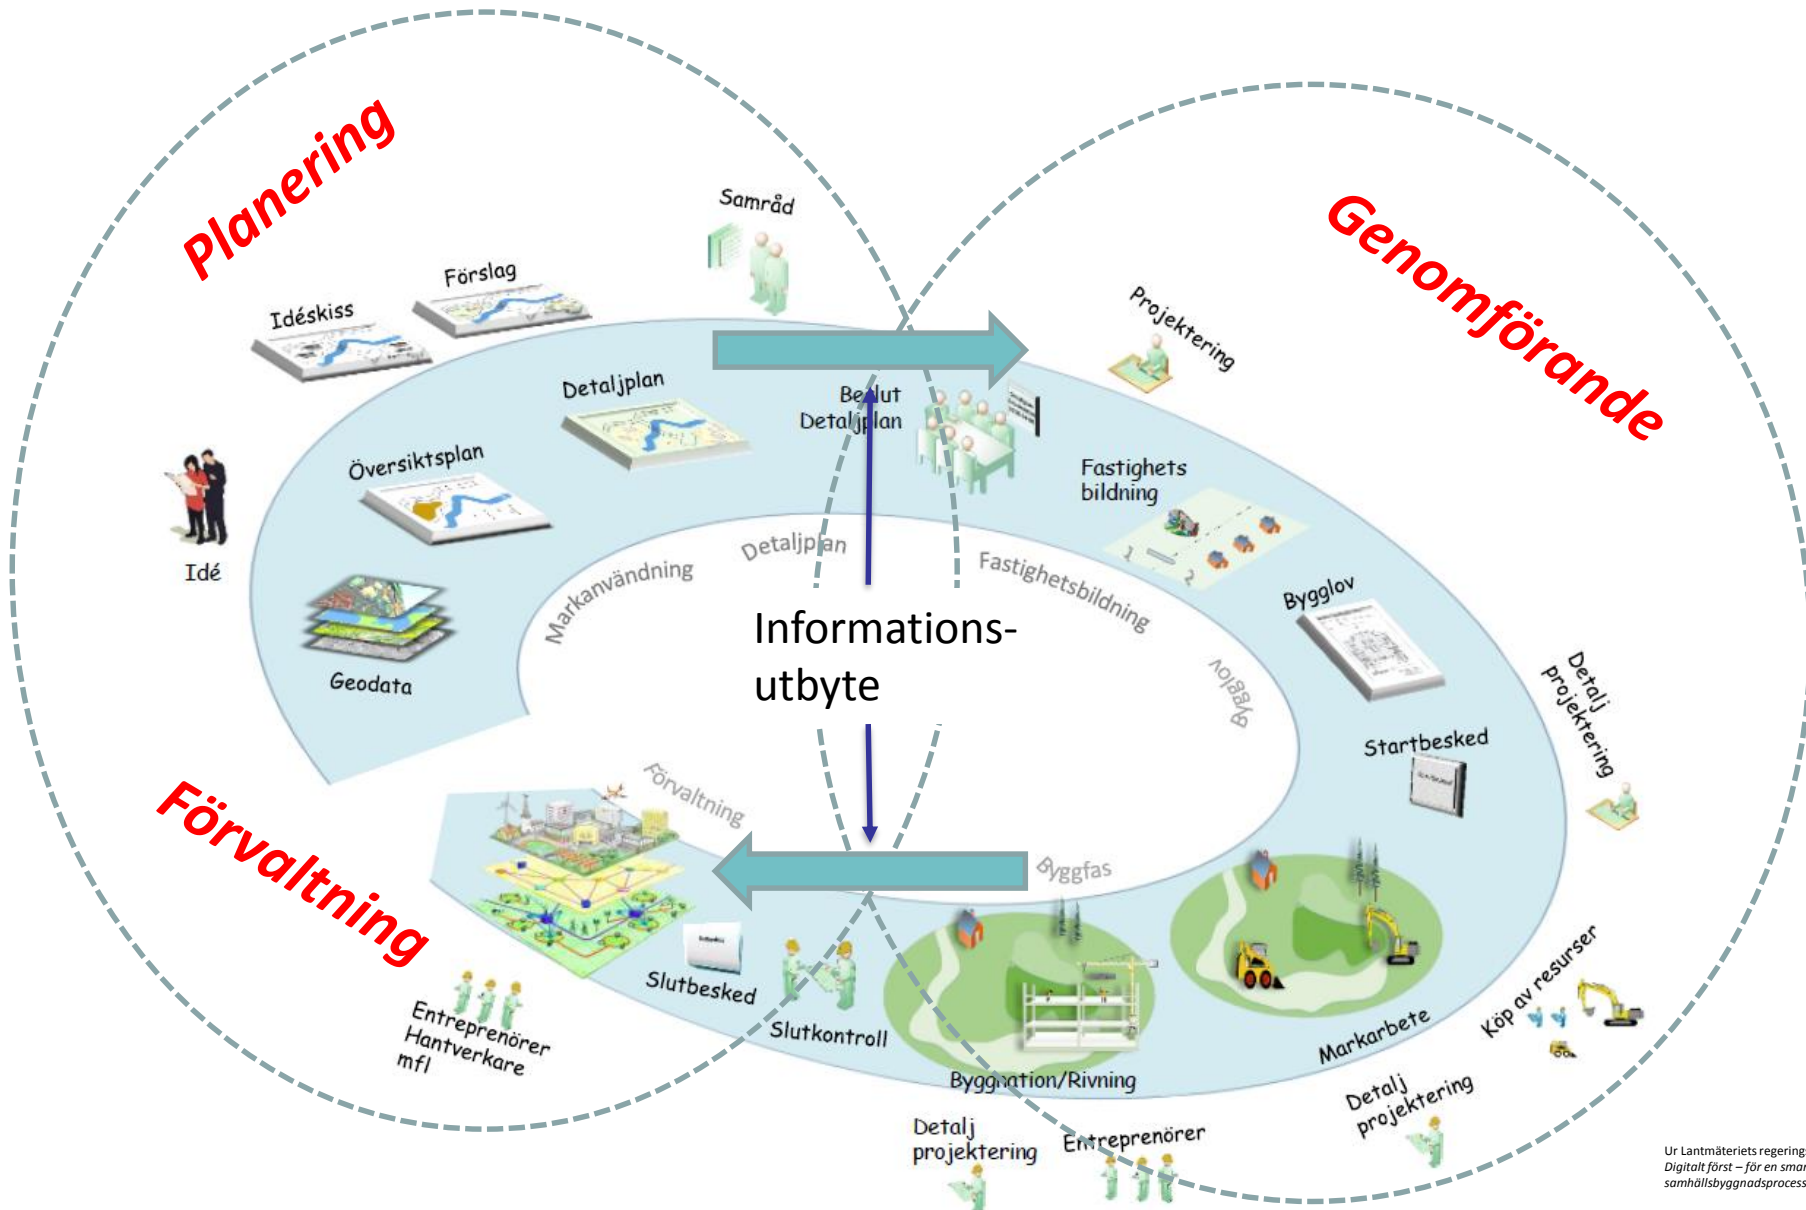 Planering
Genomförande
Förvaltning
Samråd
Förslag
Idéskiss
Projektering
Detaljplan
Beslut
Detaljplan
Översiktsplan
Fastighets
bildning
Idé
Geodata
Markanvändning
Detaljplan
Fastighetsbildning
Bygglov
1
2
Bygglov
Informations-
utbyte
Detalj
projektering
Startbesked
Förvaltning
Byggfas
Slutbesked
Slutkontroll
Byggnation/Rivning
Markarbete
Köp av resurser
Entreprenörer
Hantverkare
mfl
Detalj
projektering
Entreprenörer
Detalj
projektering
Ur Lantmäteriets regering
Digitalt först – för en smar
samhällsbyggnadsprocess